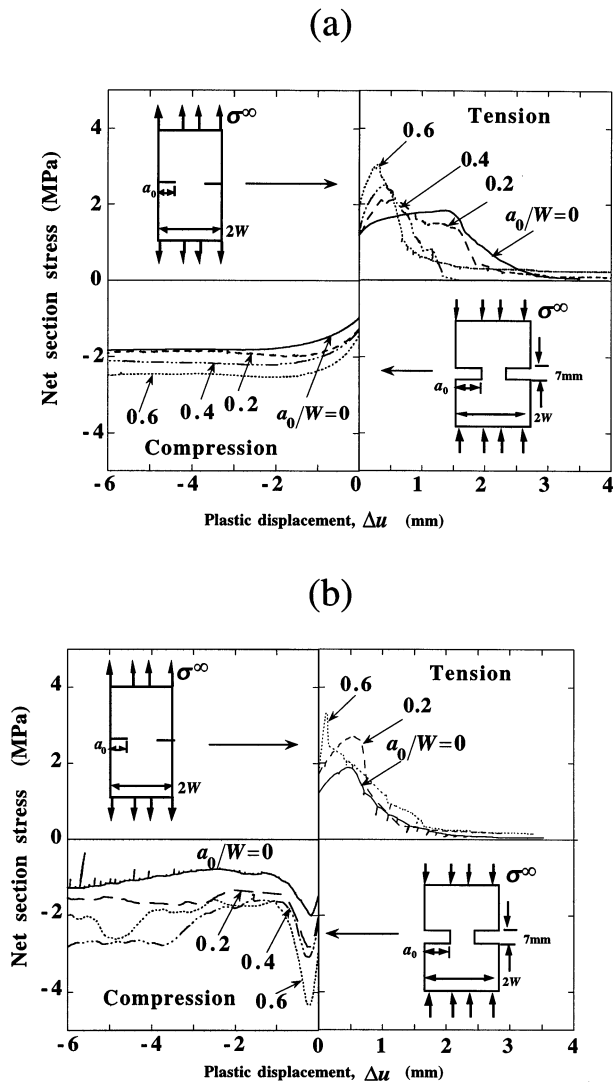 (a)
Net section stress (MPa)
4
2
0
-2
-4
σ∞
a0
2W
Tension
0.6
0.4
0.2
a0/W=0
0.6
0.4
0.2
a0/W=0
Compression
σ∞
a0
7mm
2W
-6
-4
-2
0
1
2
3
4
Plastic displacement, Δu (mm)
(b)
Net section stress (MPa)
4
2
0
-2
-4
σ∞
a0
2W
Tension
0.6
0.2
a0/W=0
a0/W=0
0.2
0.4
0.6
Compression
σ∞
a0
7mm
2W
-6
-4
-2
0
1
2
3
4
Plastic displacement, Δu (mm)